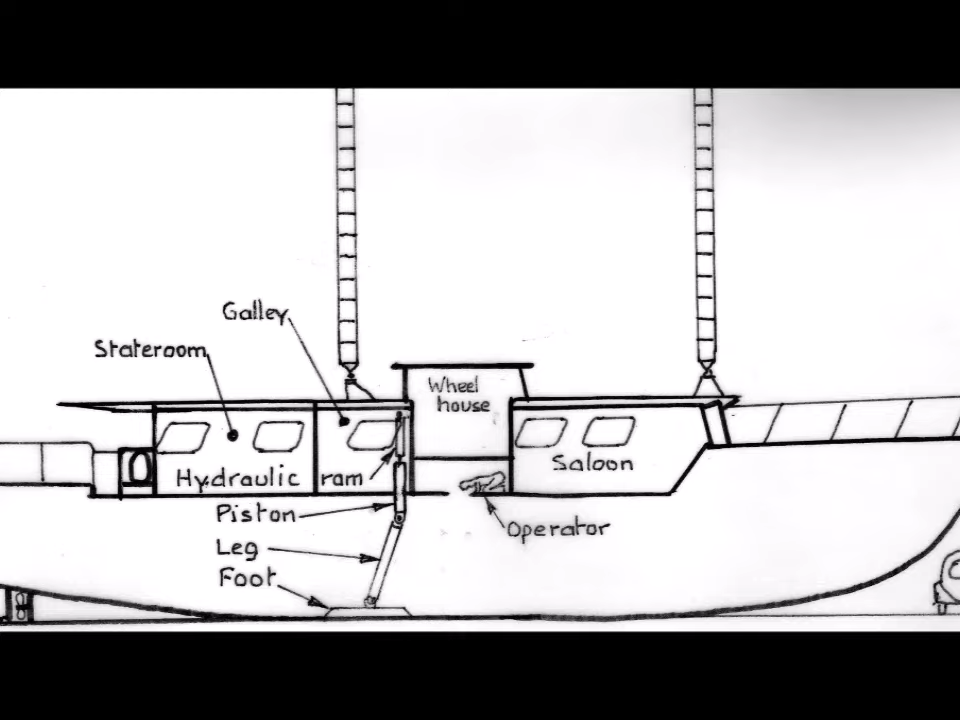 Galley
Stateroom
Wheel
house
Hydraulic ram
Saloon
Piston
Operator
Leg
Foot